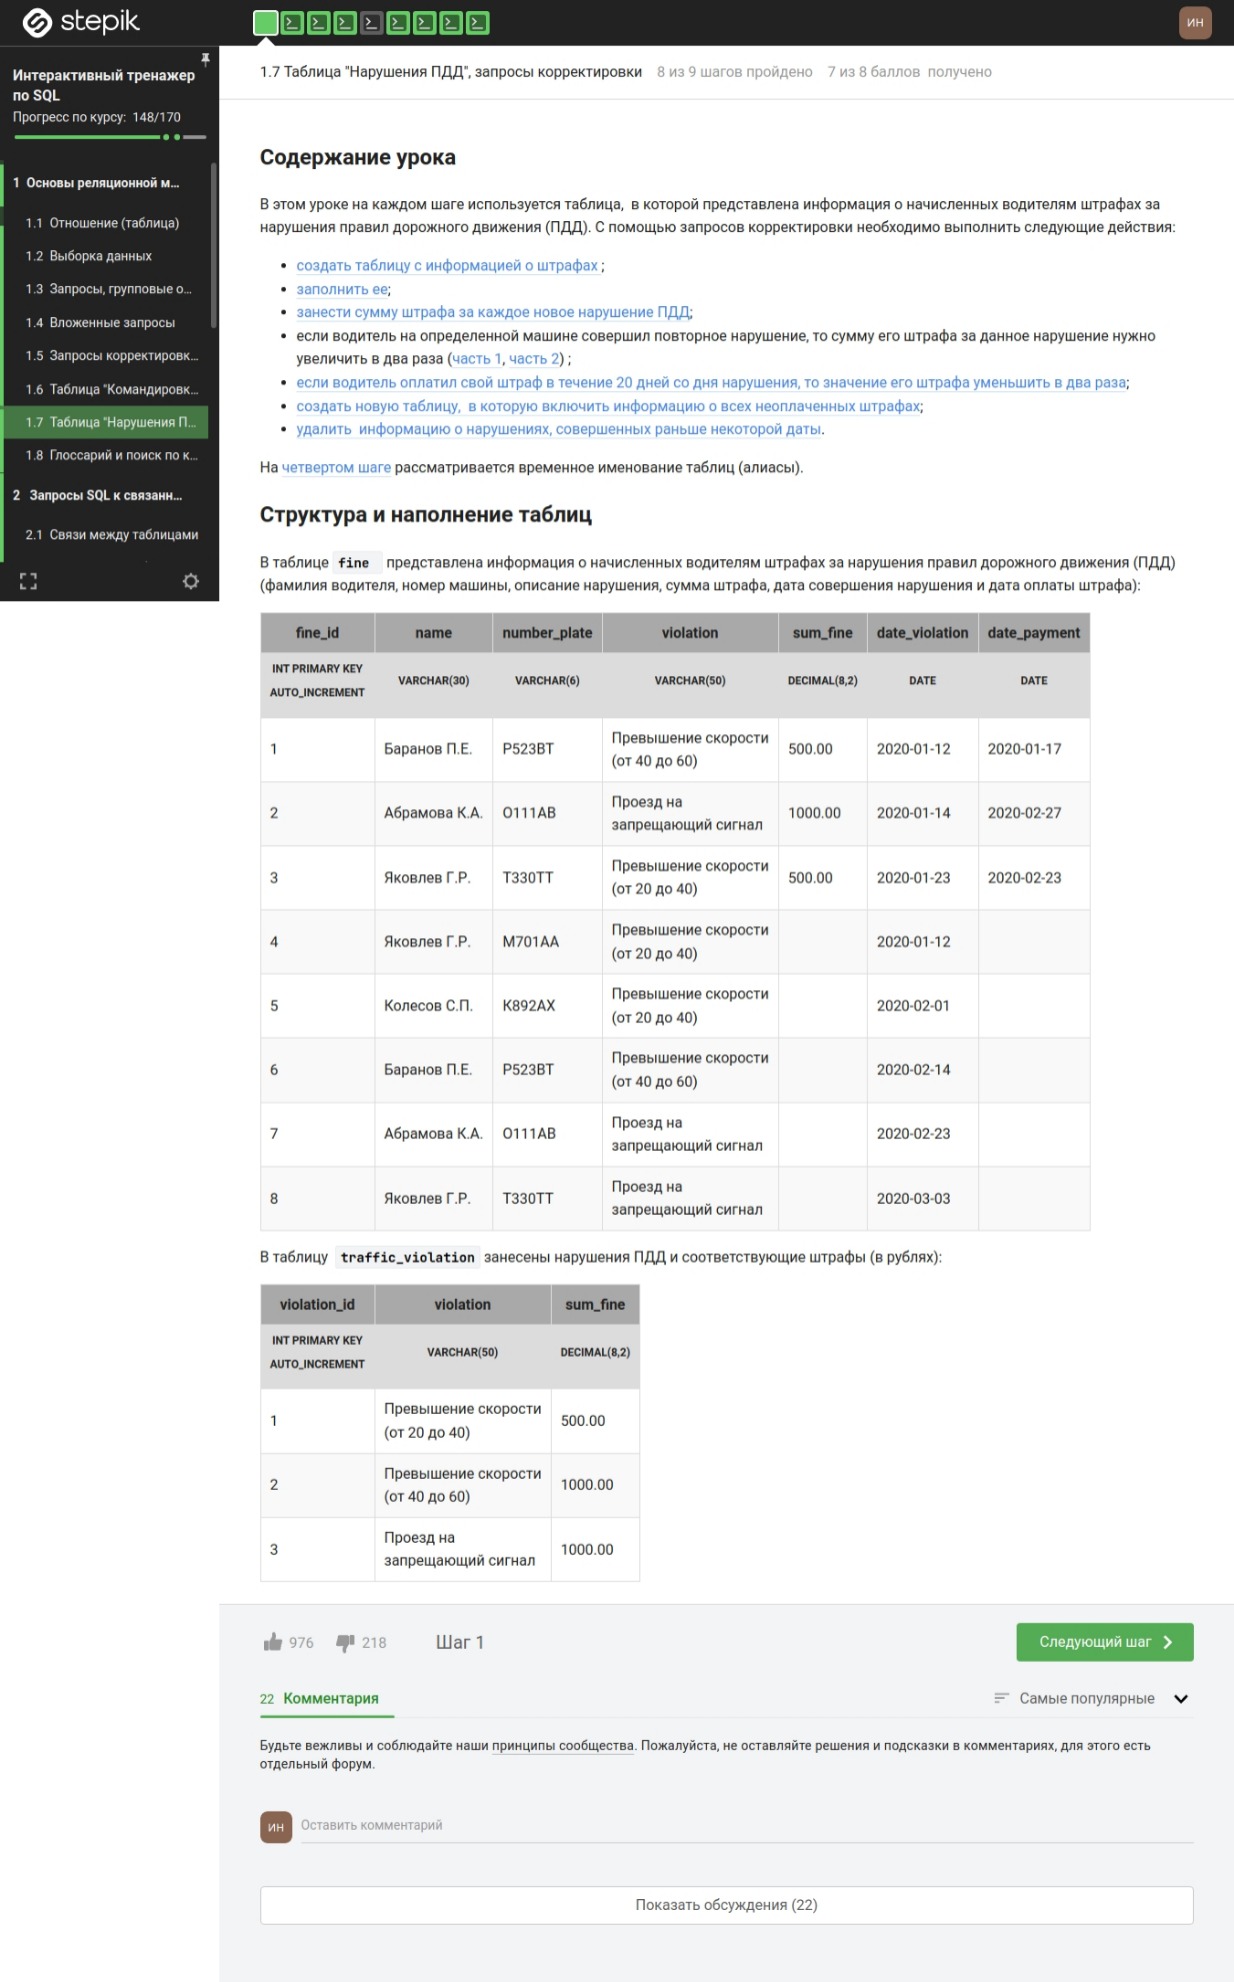 stepik
ИН
Интерактивный тренажер
по SQL
Прогресс по курсу: 148/170
1 Основы реляционной м...
1.1 Отношение (таблица)
1.2 Выборка данных
1.3 Запросы, групповые о...
1.4 Вложенные запросы
1.5 Запросы корректировк...
1.6 Таблица "Командировк...
1.7 Таблица "Нарушения П...
1.8 Глоссарий и поиск по к...
2 Запросы SQL к связанн...
2.1 Связи между таблицами
1.7 Таблица "Нарушения ПДД", запросы корректировки 8 из 9 шагов пройдено 7 из 8 баллов получено
Содержание урока
В этом уроке на каждом шаге используется таблица, в которой представлена информация о начисленных водителям штрафах за
нарушения правил дорожного движения (ПДД). С помощью запросов корректировки необходимо выполнить следующие действия:
• создать таблицу с информацией о штрафах ;
• заполнить ее;
• занести сумму штрафа за каждое новое нарушение ПДД;
• если водитель на определенной машине совершил повторное нарушение, то сумму его штрафа за данное нарушение нужно
увеличить в два раза (часть 1, часть 2) ;
• если водитель оплатил свой штраф в течение 20 дней со дня нарушения, то значение его штрафа уменьшить в два раза;
• создать новую таблицу, в которую включить информацию о всех неоплаченных штрафах;
• удалить информацию о нарушениях, совершенных раньше некоторой даты.
На четвертом шаге рассматривается временное именование таблиц (алиасы).
Структура и наполнение таблиц
В таблице fine представлена информация о начисленных водителям штрафах за нарушения правил дорожного движения (ПДД)
(фамилия водителя, номер машины, описание нарушения, сумма штрафа, дата совершения нарушения и дата оплаты штрафа):
fine_id name number_plate violation sum_fine date_violation date_payment
INT PRIMARY KEY
AUTO_INCREMENT VARCHAR(30) VARCHAR(6) VARCHAR(50) DECIMAL(8,2) DATE DATE
1 Баранов П.Е. Р523ВТ Превышение скорости
(от 40 до 60) 500.00 2020-01-12 2020-01-17
2 Абрамова К.А. О111АВ Проезд на
запрещающий сигнал 1000.00 2020-01-14 2020-02-27
3 Яковлев Г.Р. Т330ТТ Превышение скорости
(от 20 до 40) 500.00 2020-01-23 2020-02-23
4 Яковлев Г.Р. М701АА Превышение скорости
(от 20 до 40) 2020-01-12
5 Колесов С.П. К892АХ Превышение скорости
(от 20 до 40) 2020-02-01
6 Баранов П.Е. Р523ВТ Превышение скорости
(от 40 до 60) 2020-02-14
7 Абрамова К.А. О111АВ Проезд на
запрещающий сигнал 2020-02-23
8 Яковлев Г.Р. Т330ТТ Проезд на
запрещающий сигнал 2020-03-03
В таблицу traffic_violation занесены нарушения ПДД и соответствующие штрафы (в рублях):
violation_id violation sum_fine
INT PRIMARY KEY
AUTO_INCREMENT VARCHAR(50) DECIMAL(8,2)
1 Превышение скорости
(от 20 до 40) 500.00
2 Превышение скорости
(от 40 до 60) 1000.00
3 Проезд на
запрещающий сигнал 1000.00
976 218 Шаг 1 Следующий шаг
22 Комментария Самые популярные
Будьте вежливы и соблюдайте наши принципы сообщества. Пожалуйста, не оставляйте решения и подсказки в комментариях, для этого есть
отдельный форум.
ИН Оставить комментарий
Показать обсуждения (22)